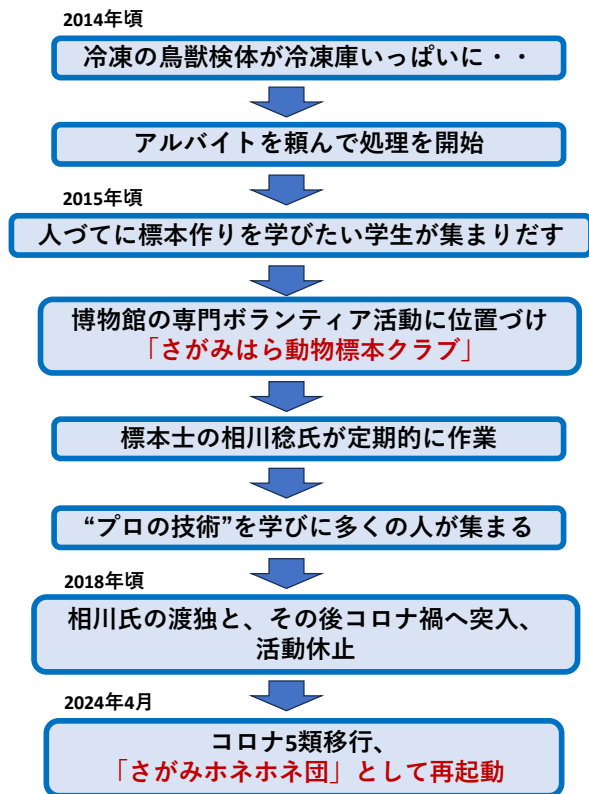 2014年頃
冷凍の鳥獣検体が冷凍庫いっぱいに・・
アルバイトを頼んで処理を開始
2015年頃
人づてに標本作りを学びたい学生が集まりだす
博物館の専門ボランティア活動に位置づけ
「さがみはら動物標本クラブ」
標本士の相川稔氏が定期的に作業
“プロの技術”を学びに多くの人が集まる
2018年頃
相川氏の渡独と、その後コロナ禍へ突入、
活動休止
2024年4月
コロナ5類移行、
「さがみホネホネ団」として再起動